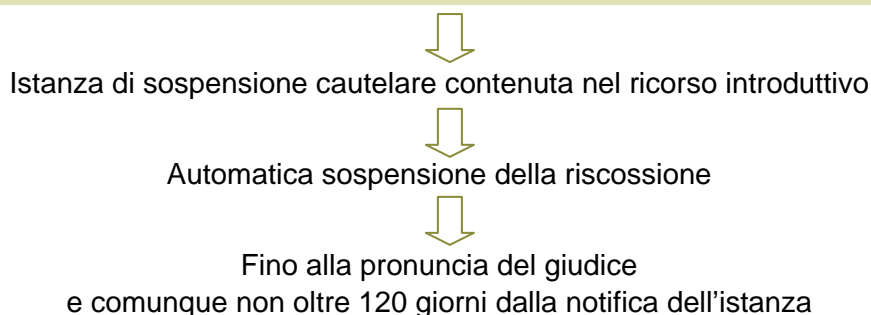 Istanza di sospensione cautelare contenuta nel ricorso introduttivo
Automatica sospensione della riscossione
Fino alla pronuncia del giudice
e comunque non oltre 120 giorni dalla notifica dell’istanza